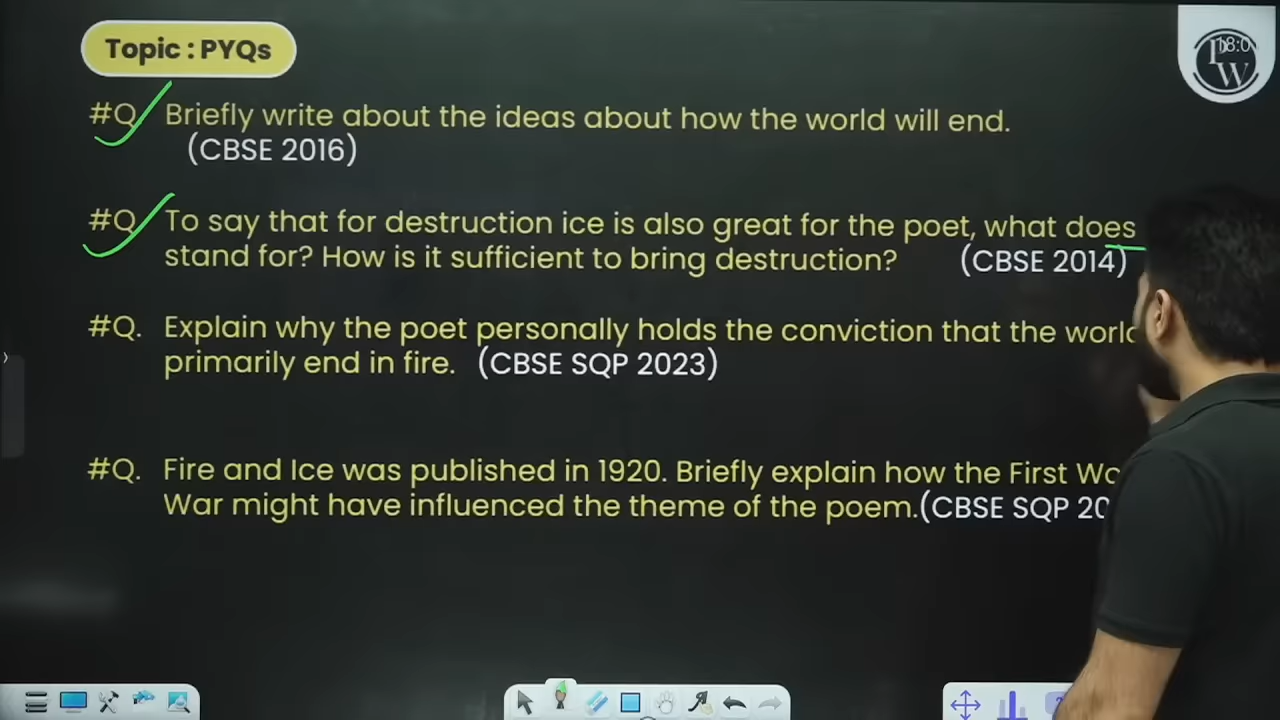 Topic : PYQs
18:0
#Q. Briefly write about the ideas about how the world will end.
(CBSE 2016)
#Q. To say that for destruction ice is also great for the poet, what does
stand for? How is it sufficient to bring destruction? (CBSE 2014)
#Q. Explain why the poet personally holds the conviction that the world
primarily end in fire. (CBSE SQP 2023)
#Q. Fire and Ice was published in 1920. Briefly explain how the First
War might have influenced the theme of the poem.(CBSE SQP